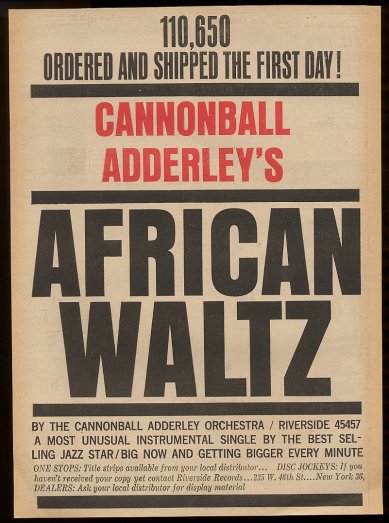 110,650
ORDERED AND SHIPPED THE FIRST DAY!
CANNONBALL
ADDERLEY'S
AFRICAN
WALTZ
BY THE CANNONBALL ADDERLEY ORCHESTRA / RIVERSIDE 45457
A MOST UNUSUAL INSTRUMENTAL SINGLE BY THE BEST SEL-
LING JAZZ STAR/BIG NOW AND GETTING BIGGER EVERY MINUTE
ONE STOPS: Title strips available from your local distributor... DISC JOCKEYS: If you
haven't received your copy yet contact Riverside Records...235 W. 46th St....New York 36,
DEALERS: Ask your local distributor for display material